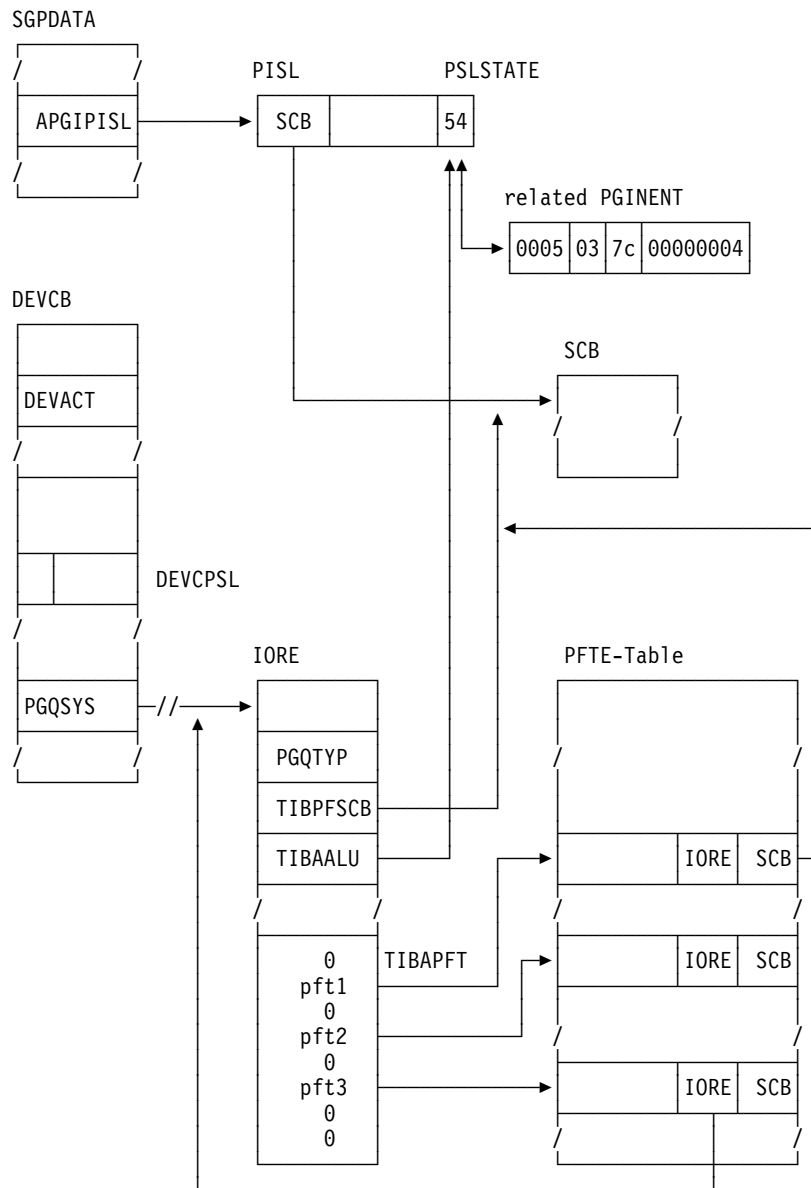 SGPDATA
PISL PSLSTATE
APGIPISL SCB 54
related PGINENT
0005 03 7c 00000004
DEVCB
SCB
DEVACT
DEVCPSL
IORE PFTE-Table
PGQSYS
PGQTYP
TIBPFSCB
TIBAALU IORE SCB
0 TIBAPFT IORE SCB
pft1
0
pft2
0
pft3 IORE SCB
0
0